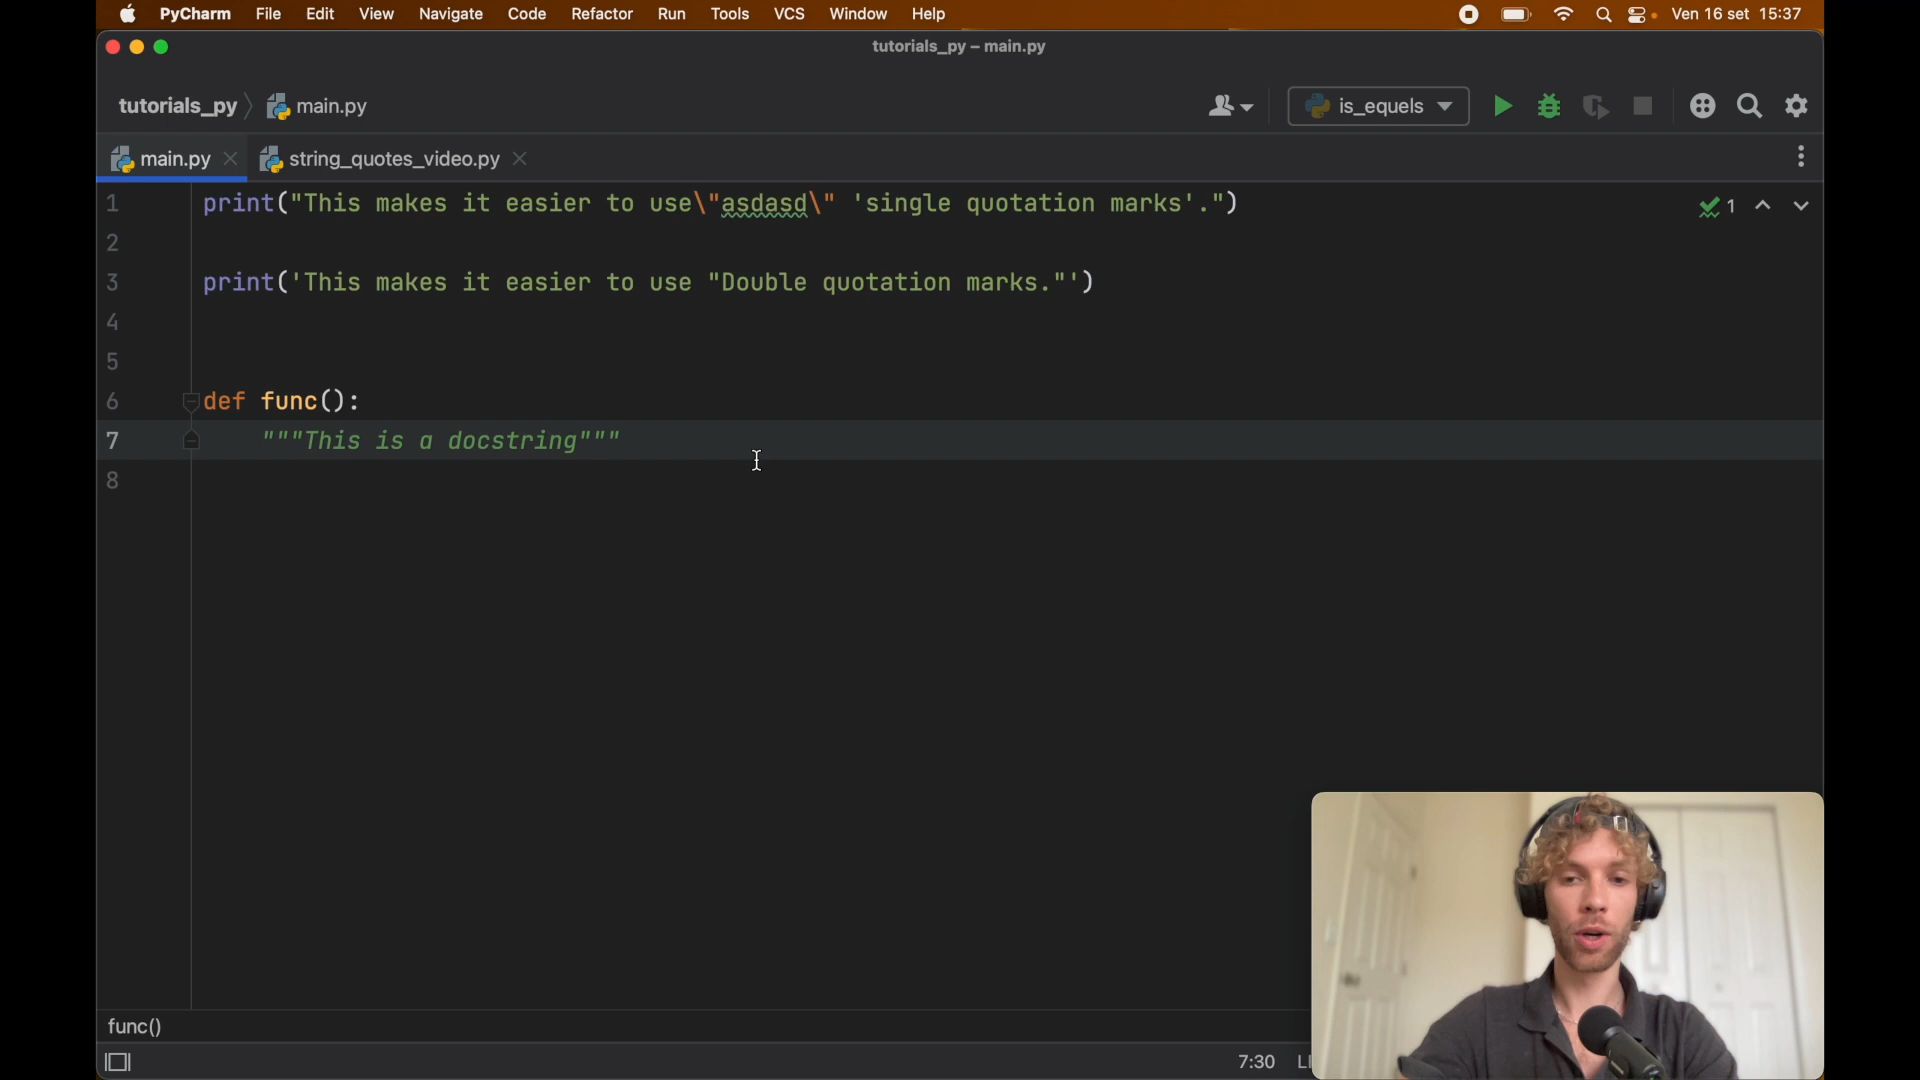 PyCharm File Edit View Navigate Code Refactor Run Tools VCS Window Help Ven 16 set 15:37
tutorials_py – main.py
tutorials_py main.py is_equels
main.py string_quotes_video.py
1 print("This makes it easier to use\"asdasd\" 'single quotation marks'.") 1
2
3 print('This makes it easier to use "Double quotation marks."')
4
5
6 def func():
7 """This is a docstring"""
8
func()
7:30